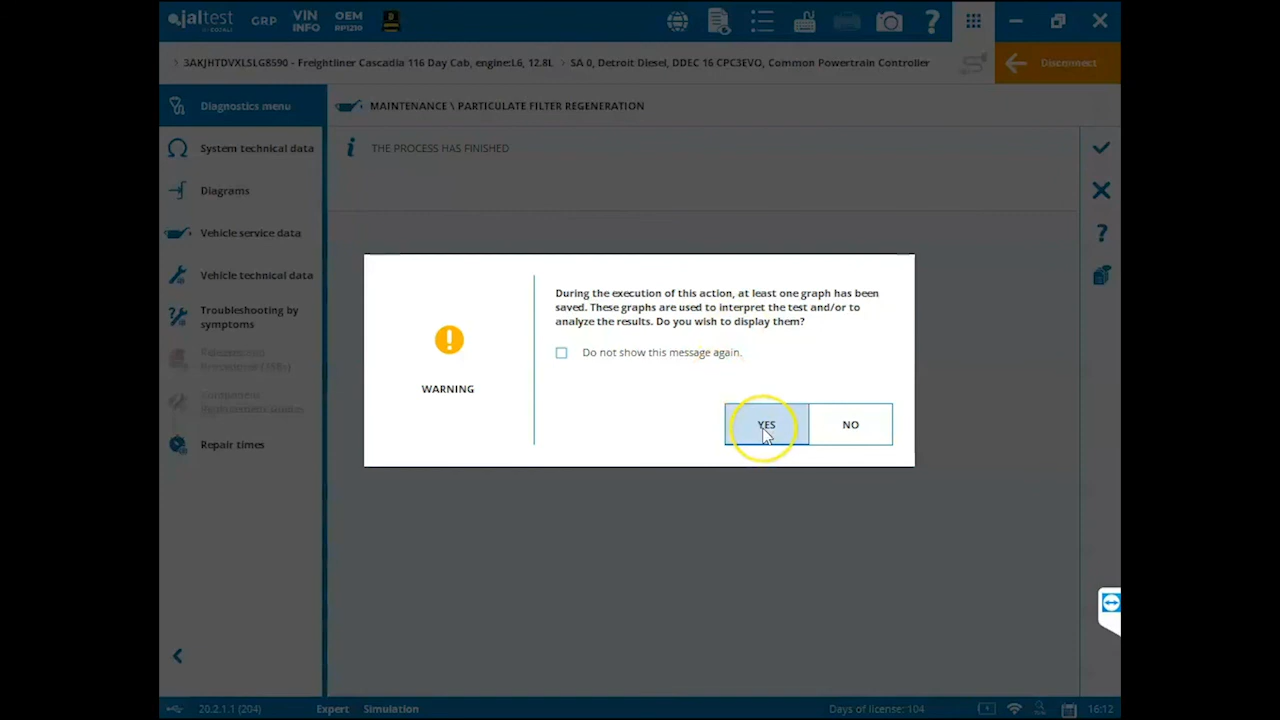 jaltest
GRP
VIN
INFO
OEM
RP1210
3AKJHTDVXLSLG8590 - Freightliner Cascadia 116 Day Cab, engine:L6, 12.8L
SA 0, Detroit Diesel, DDEC 16 CPC3EVO, Common Powertrain Controller
Disconnect
Diagnostics menu
MAINTENANCE \ PARTICULATE FILTER REGENERATION
System technical data
THE PROCESS HAS FINISHED
Diagrams
Vehicle service data
Vehicle technical data
Troubleshooting by
symptoms
Repair times
During the execution of this action, at least one graph has been
saved. These graphs are used to interpret the test and/or to
analyze the results. Do you wish to display them?
Do not show this message again.
WARNING
YES
NO
20.2.1.1 (204)
Expert
Simulation
Days of license: 104
16:12